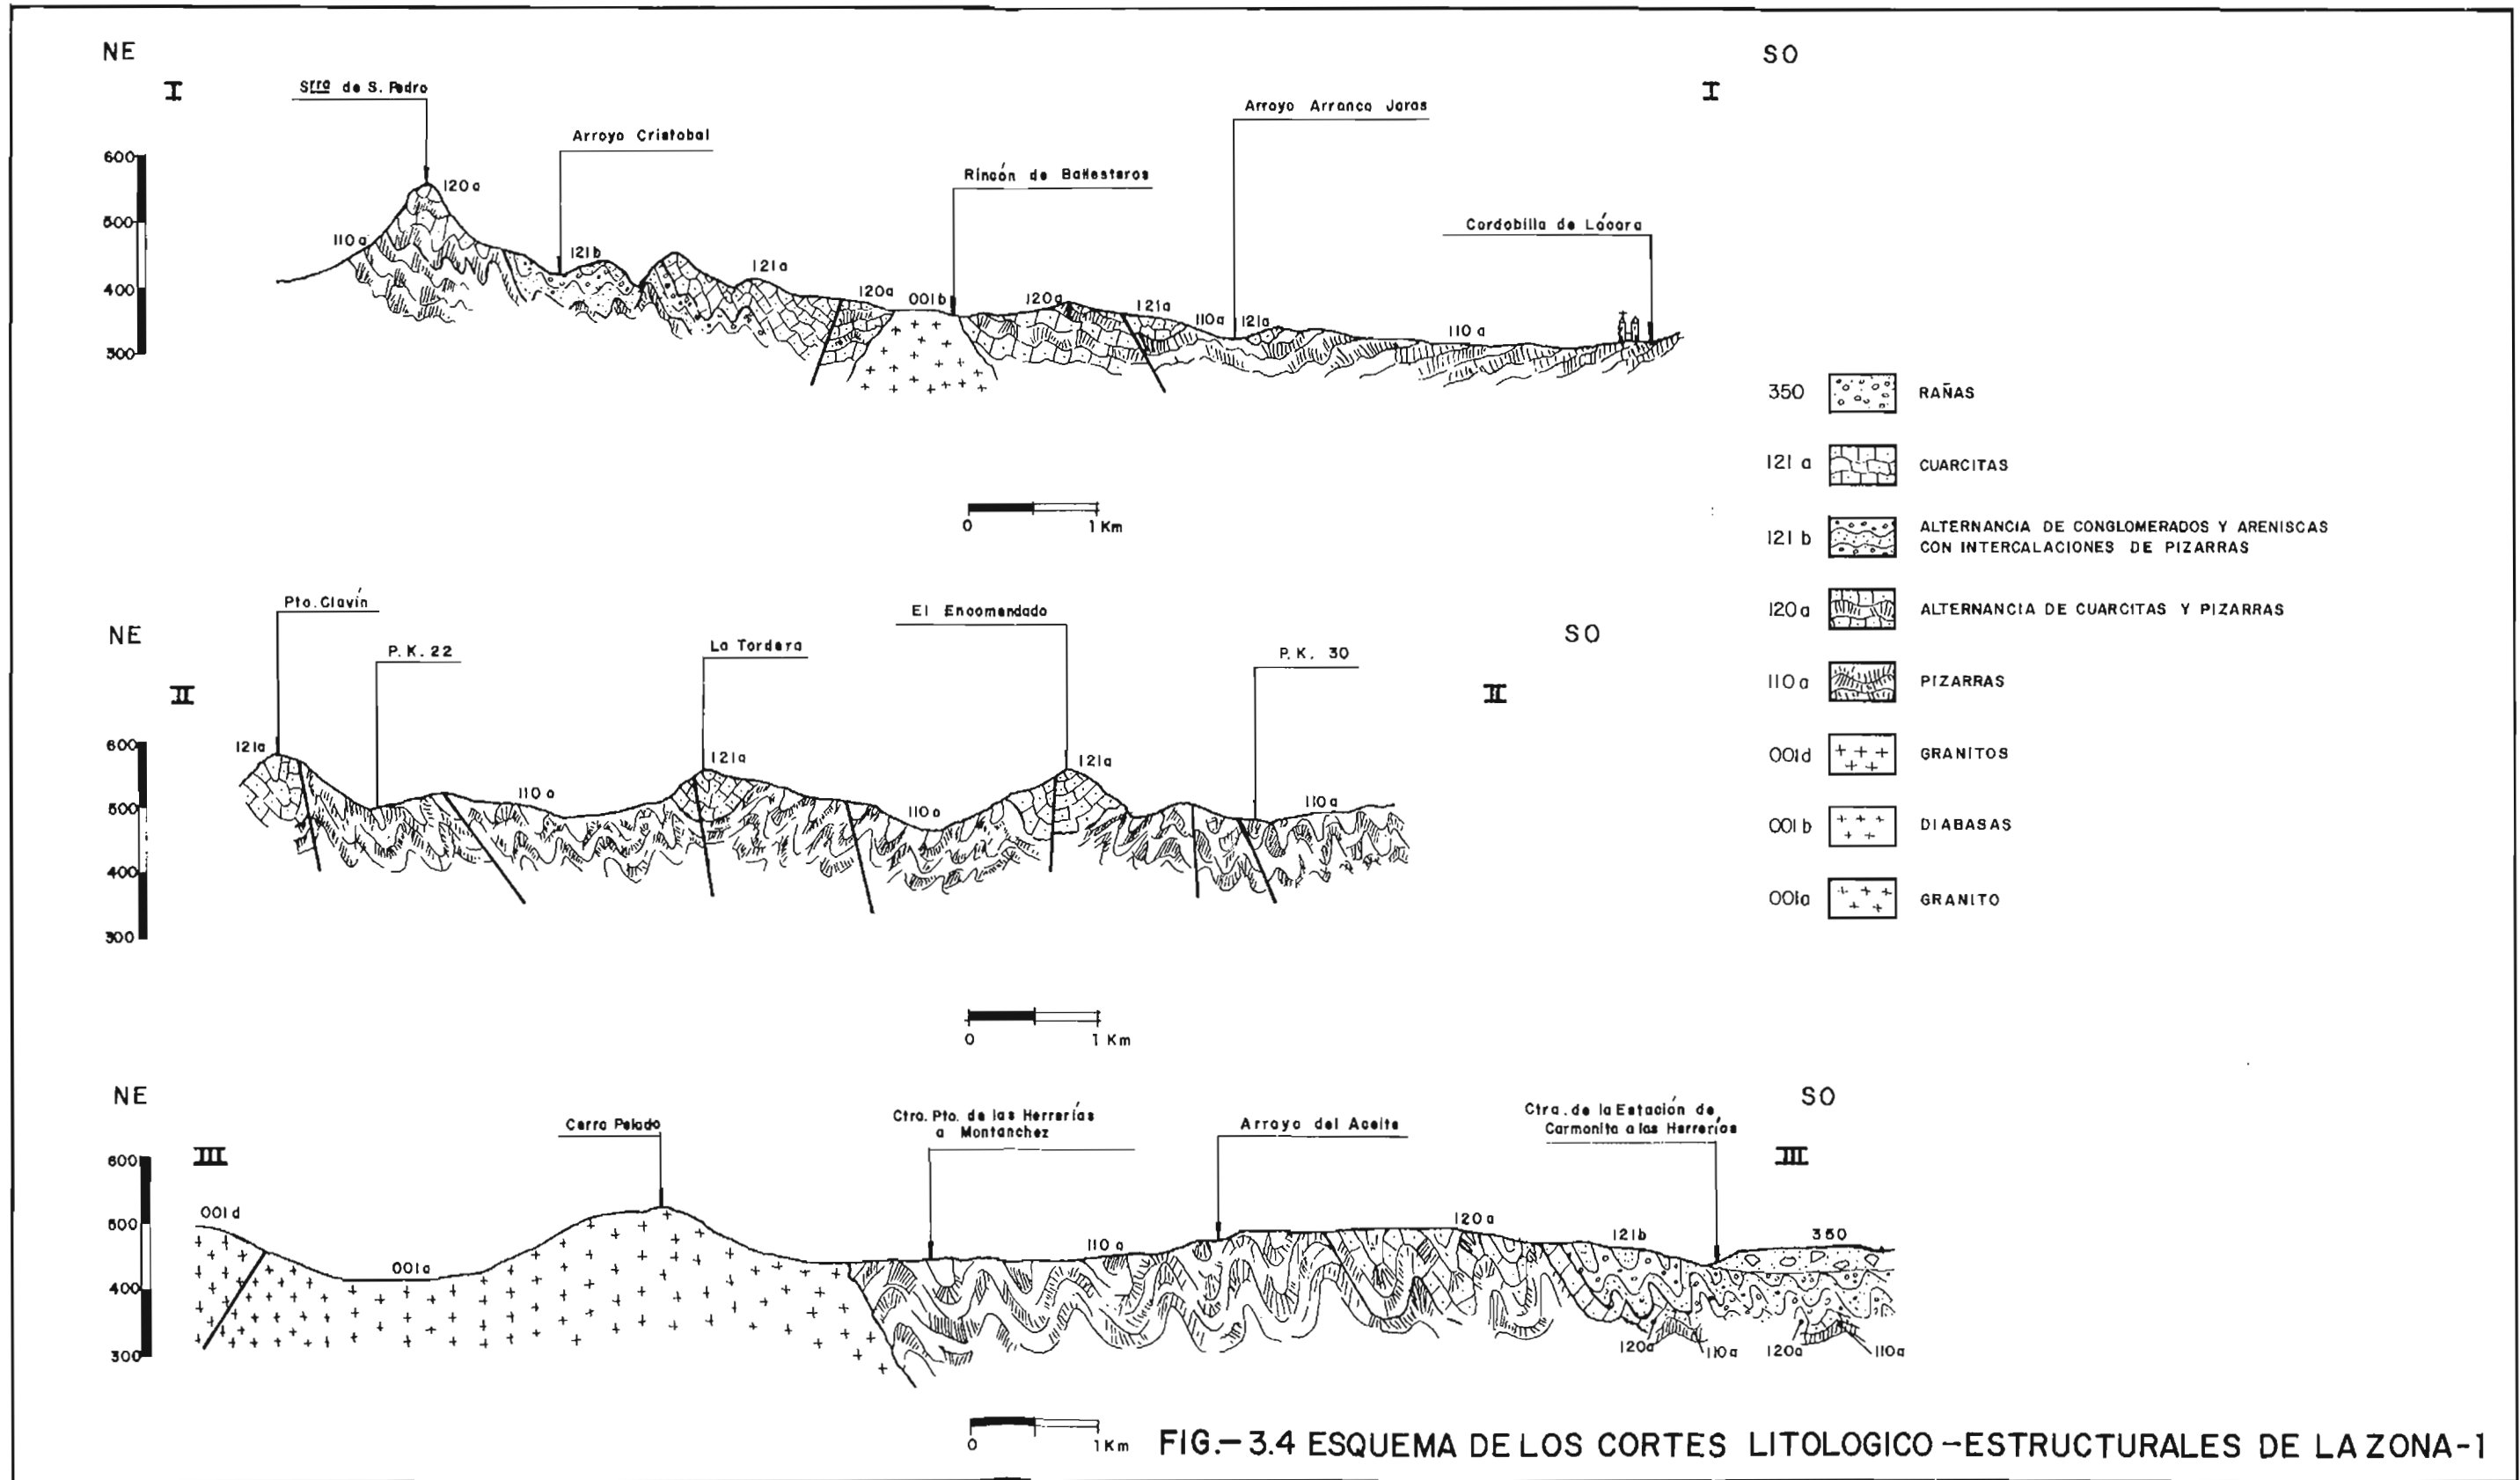 NE
SO
I
I
Srra de S. Pedro
Arroyo Cristobal
Rincón de Ballesteros
Arroyo Arranca Jaras
Cordobilla de Lácara
600
500
400
300
110a
120a
121b
121a
120a
001b
120a
121a
110a
121a
110a
0
1 Km
350
RAÑAS
121 a
CUARCITAS
121 b
ALTERNANCIA DE CONGLOMERADOS Y ARENISCAS
CON INTERCALACIONES DE PIZARRAS
120a
ALTERNANCIA DE CUARCITAS Y PIZARRAS
110a
PIZARRAS
001d
GRANITOS
001b
DIABASAS
001a
GRANITO
NE
SO
II
II
Pto. Clavín
P.K. 22
La Tordera
El Encomendado
P.K. 30
600
500
400
300
121a
110a
121a
110a
121a
110a
0
1 Km
NE
SO
III
III
Cerro Pelado
Ctra. Pto. de las Herrerías
a Montanchez
Arroyo del Aceite
Ctra. de la Estación de
Carmonita a las Herrerías
600
500
400
300
001d
001a
110a
120a
121b
350
120a
110a
120a
110a
0
1Km
FIG.-3.4 ESQUEMA DE LOS CORTES LITOLOGICO-ESTRUCTURALES DE LA ZONA-1